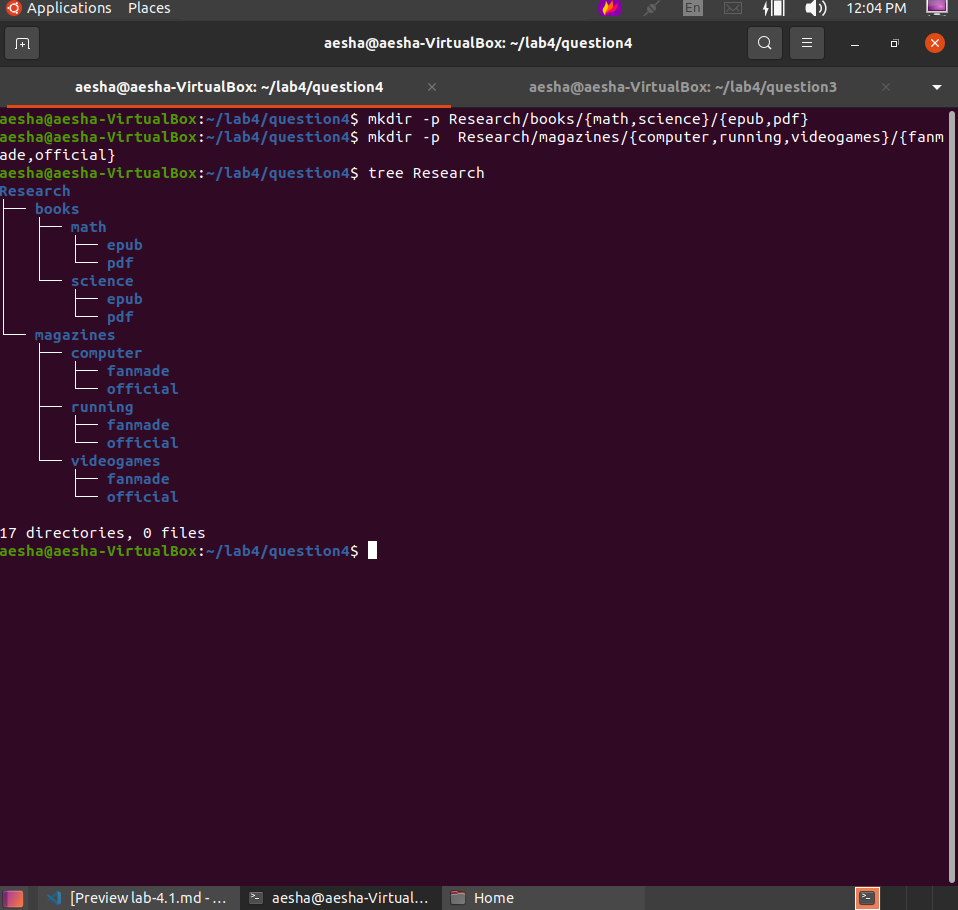 Applications Places En 12:04 PM
aesha@aesha-VirtualBox: ~/lab4/question4
aesha@aesha-VirtualBox: ~/lab4/question4 aesha@aesha-VirtualBox: ~/lab4/question3
aesha@aesha-VirtualBox:~/lab4/question4$ mkdir -p Research/books/{math,science}/{epub,pdf}
aesha@aesha-VirtualBox:~/lab4/question4$ mkdir -p  Research/magazines/{computer,running,videogames}/{fanm
ade,official}
aesha@aesha-VirtualBox:~/lab4/question4$ tree Research
Research
├── books
│   ├── math
│   │   ├── epub
│   │   └── pdf
│   └── science
│       ├── epub
│       └── pdf
└── magazines
    ├── computer
    │   ├── fanmade
    │   └── official
    ├── running
    │   ├── fanmade
    │   └── official
    └── videogames
        ├── fanmade
        └── official
17 directories, 0 files
aesha@aesha-VirtualBox:~/lab4/question4$
[Preview lab-4.1.md - ... aesha@aesha-Virtual... Home